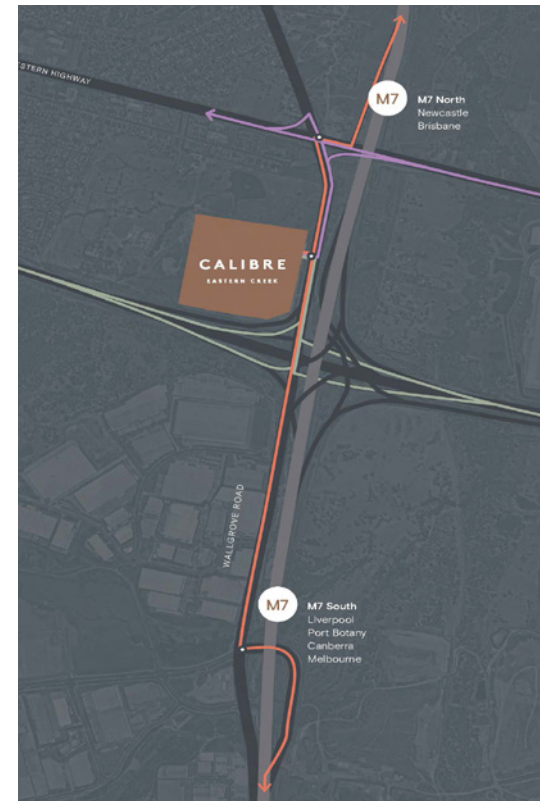 STERN HIGHWAY
M7
M7 North
Newcastle
Brisbane
CALIBRE
EASTERN CREEK
WALLGROVE ROAD
M7
M7 South
Liverpool
Port Botany
Canberra
Melbourne